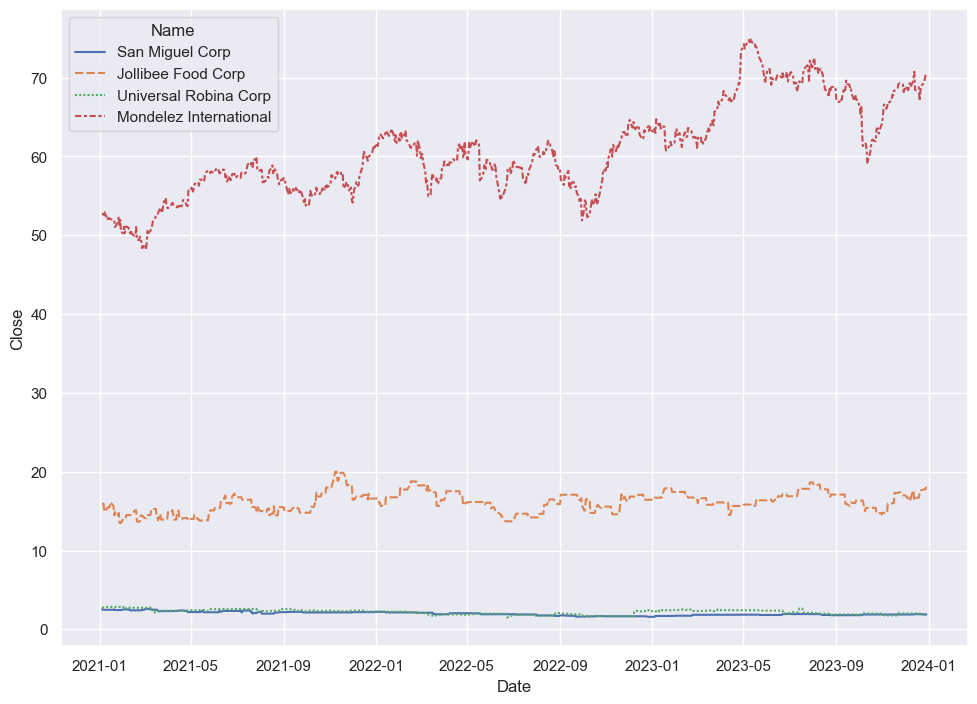 Name
San Miguel Corp
Jollibee Food Corp
Universal Robina Corp
Mondelez International
70
60
50
40
30
20
10
0
Close
2021-01 2021-05 2021-09 2022-01 2022-05 2022-09 2023-01 2023-05 2023-09 2024-01
Date